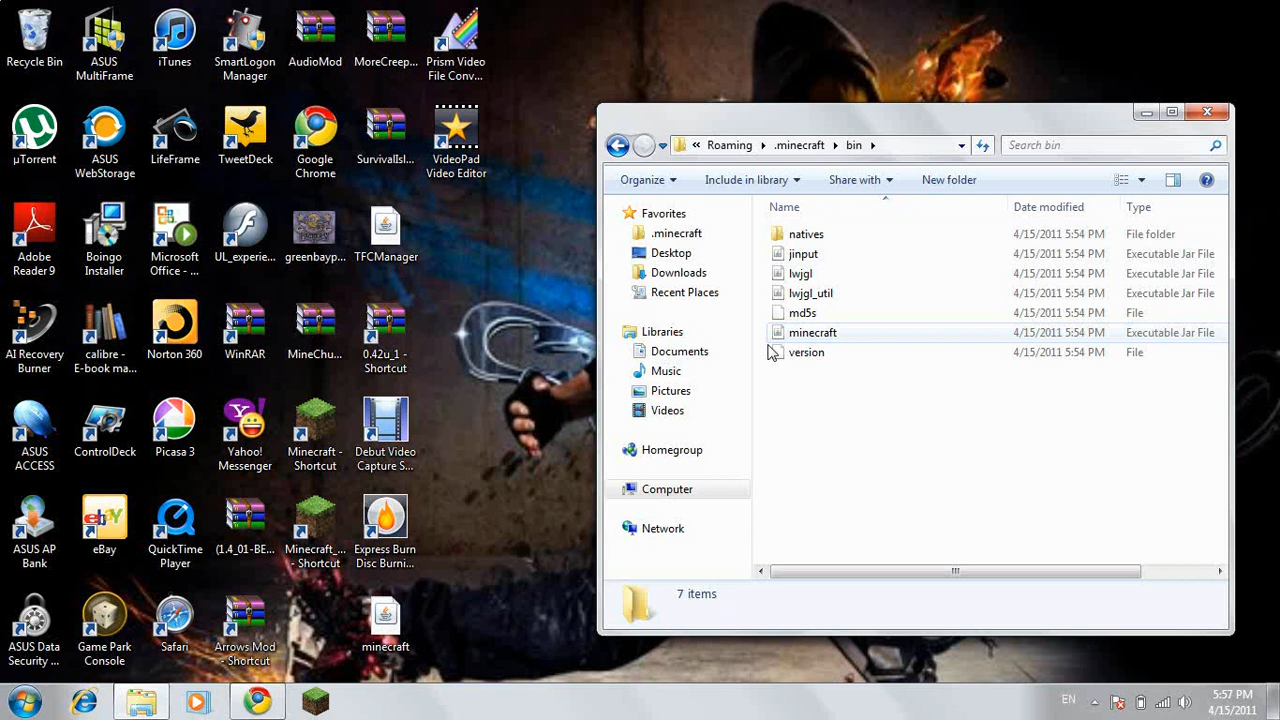 Recycle Bin
ASUS
MultiFrame
iTunes
SmartLogon
Manager
AudioMod
MoreCreep...
Prism Video
File Conv...
µTorrent
ASUS
WebStorage
LifeFrame
TweetDeck
Google
Chrome
SurvivalIsl...
VideoPad
Video Editor
Adobe
Reader 9
Boingo
Installer
Microsoft
Office - ...
UL_experie...
greenbayp...
TFCManager
AI Recovery
Burner
calibre -
E-book ma...
Norton 360
WinRAR
MineChu...
0.42u_1 -
Shortcut
ASUS
ACCESS
ControlDeck
Picasa 3
Yahoo!
Messenger
Minecraft -
Shortcut
Debut Video
Capture S...
ASUS AP
Bank
eBay
QuickTime
Player
(1.4_01-BE...
Minecraft_...
- Shortcut
Express Burn
Disc Burni...
ASUS Data
Security ...
Game Park
Console
Safari
Arrows Mod
- Shortcut
minecraft
« Roaming .minecraft bin
Search bin
Organize Include in library Share with New folder
Favorites
.minecraft
Desktop
Downloads
Recent Places
Libraries
Documents
Music
Pictures
Videos
Homegroup
Computer
Network
Name Date modified Type
natives 4/15/2011 5:54 PM File folder
jinput 4/15/2011 5:54 PM Executable Jar File
lwjgl 4/15/2011 5:54 PM Executable Jar File
lwjgl_util 4/15/2011 5:54 PM Executable Jar File
md5s 4/15/2011 5:54 PM File
minecraft 4/15/2011 5:54 PM Executable Jar File
version 4/15/2011 5:54 PM File
7 items
EN
5:57 PM
4/15/2011